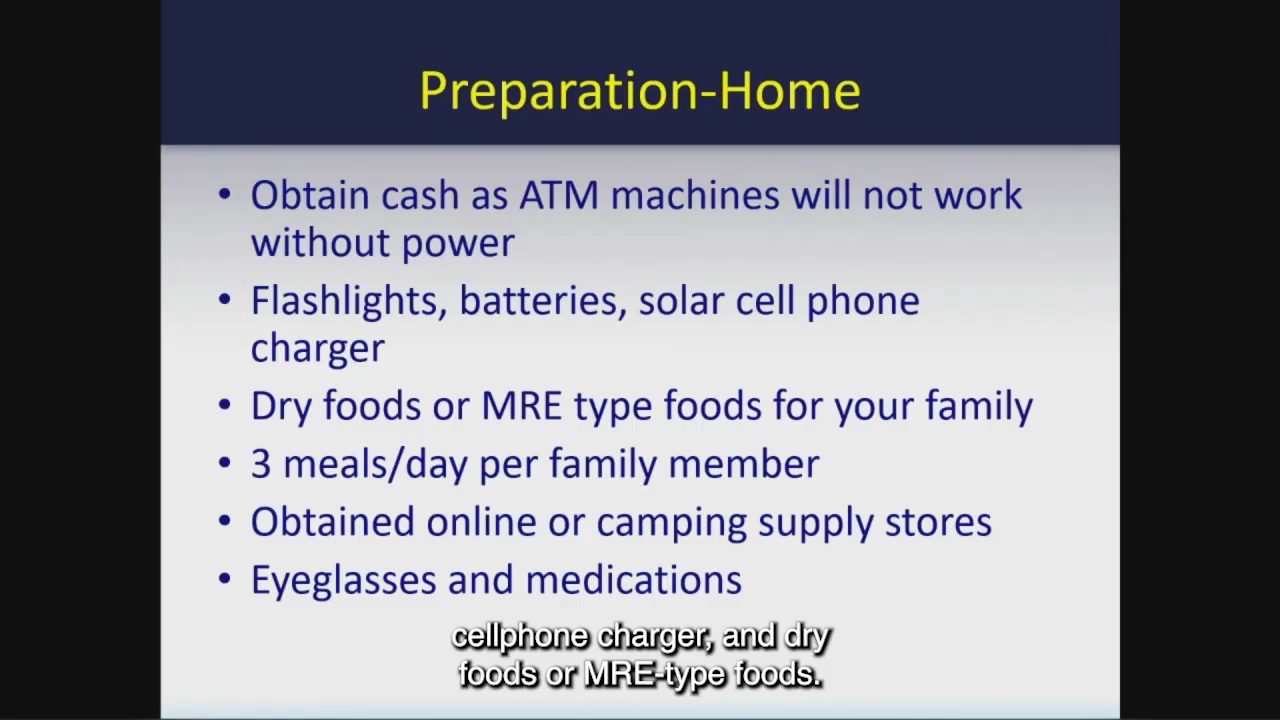 Preparation-Home
• Obtain cash as ATM machines will not work
without power
• Flashlights, batteries, solar cell phone
charger
• Dry foods or MRE type foods for your family
• 3 meals/day per family member
• Obtained online or camping supply stores
• Eyeglasses and medications
cellphone charger, and dry
foods or MRE-type foods.